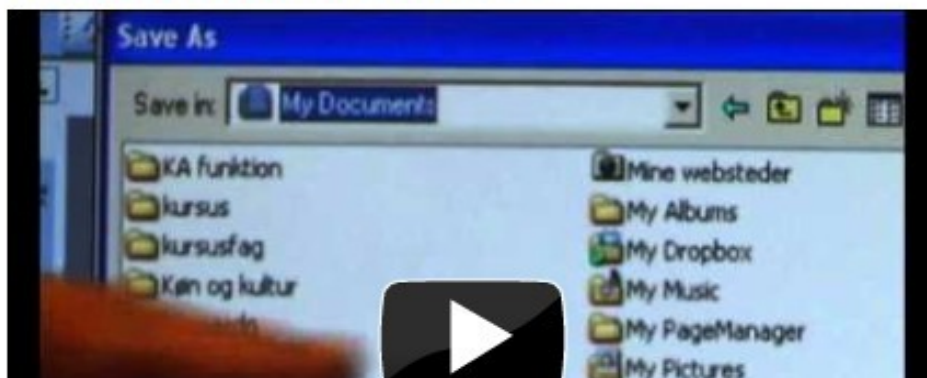 Save As
Save in: My Documents
KA funktion
kursus
kursusfag
Køn og kultur
Mine websteder
My Albums
My Dropbox
My Music
My PageManager
My Pictures